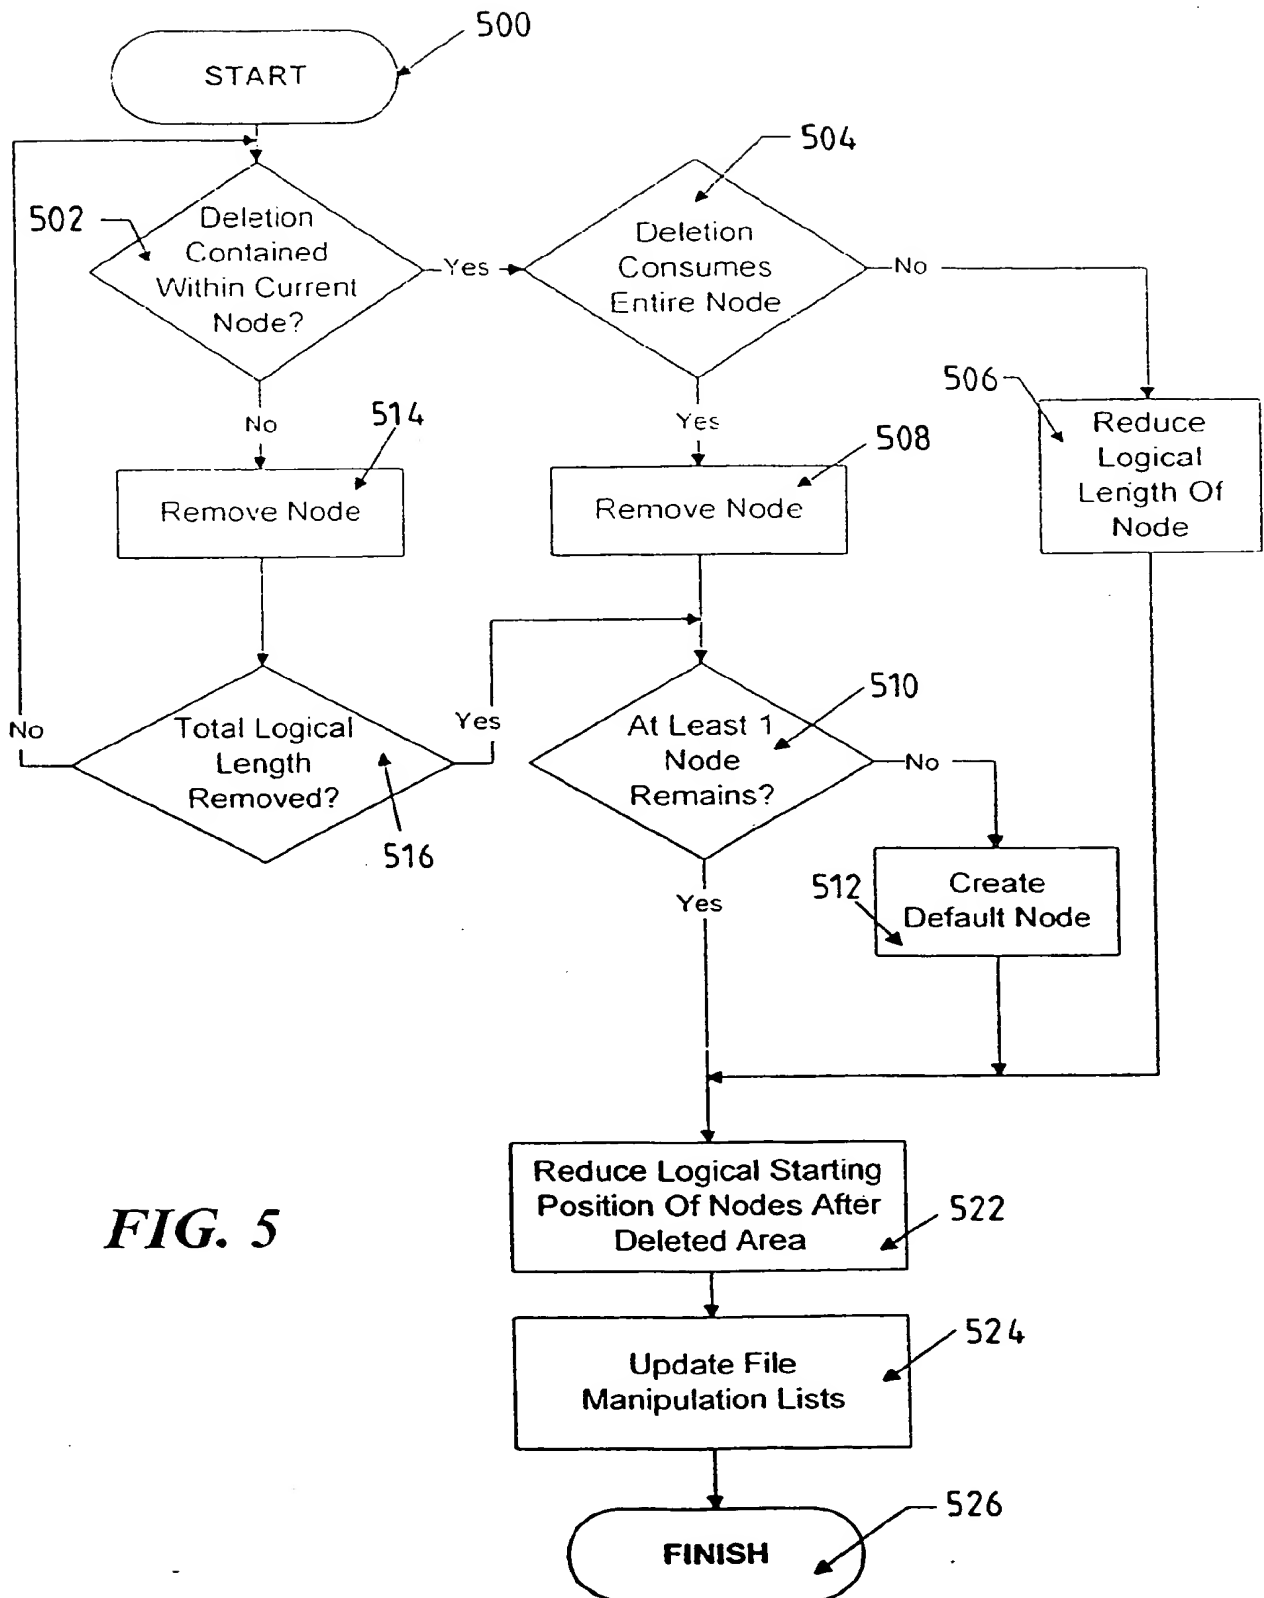 500
START
504
502
Deletion
Contained
Within Current
Node?
Yes
Deletion
Consumes
Entire Node
No
506
Reduce
Logical
Length Of
Node
No
514
Remove Node
Yes
508
Remove Node
No
Total Logical
Length
Removed?
516
Yes
At Least 1
Node
Remains?
510
No
512
Create
Default Node
Yes
Reduce Logical Starting
Position Of Nodes After
Deleted Area
522
FIG. 5
Update File
Manipulation Lists
524
FINISH
526